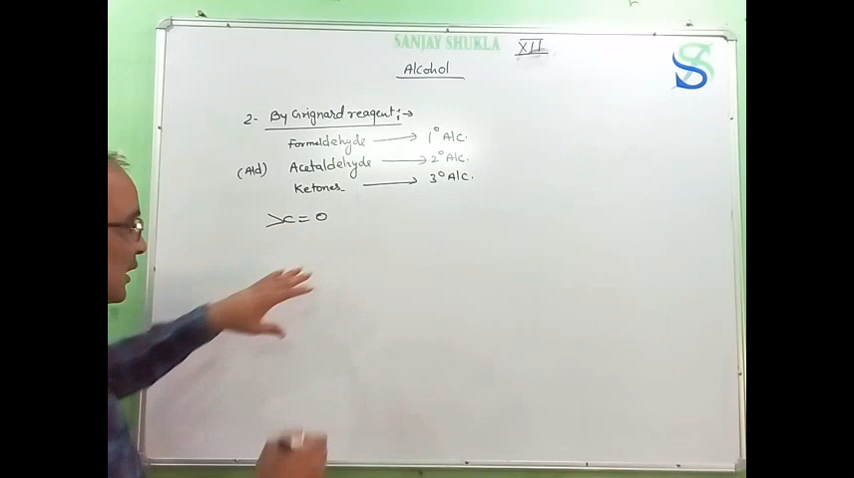 SANJAY SHUKLA XII
Alcohol
2- By Grignard reagent :→
Formaldehyde → 1° Alc.
(Ald) Acetaldehyde → 2° Alc.
Ketones → 3° Alc.
>C=O
S